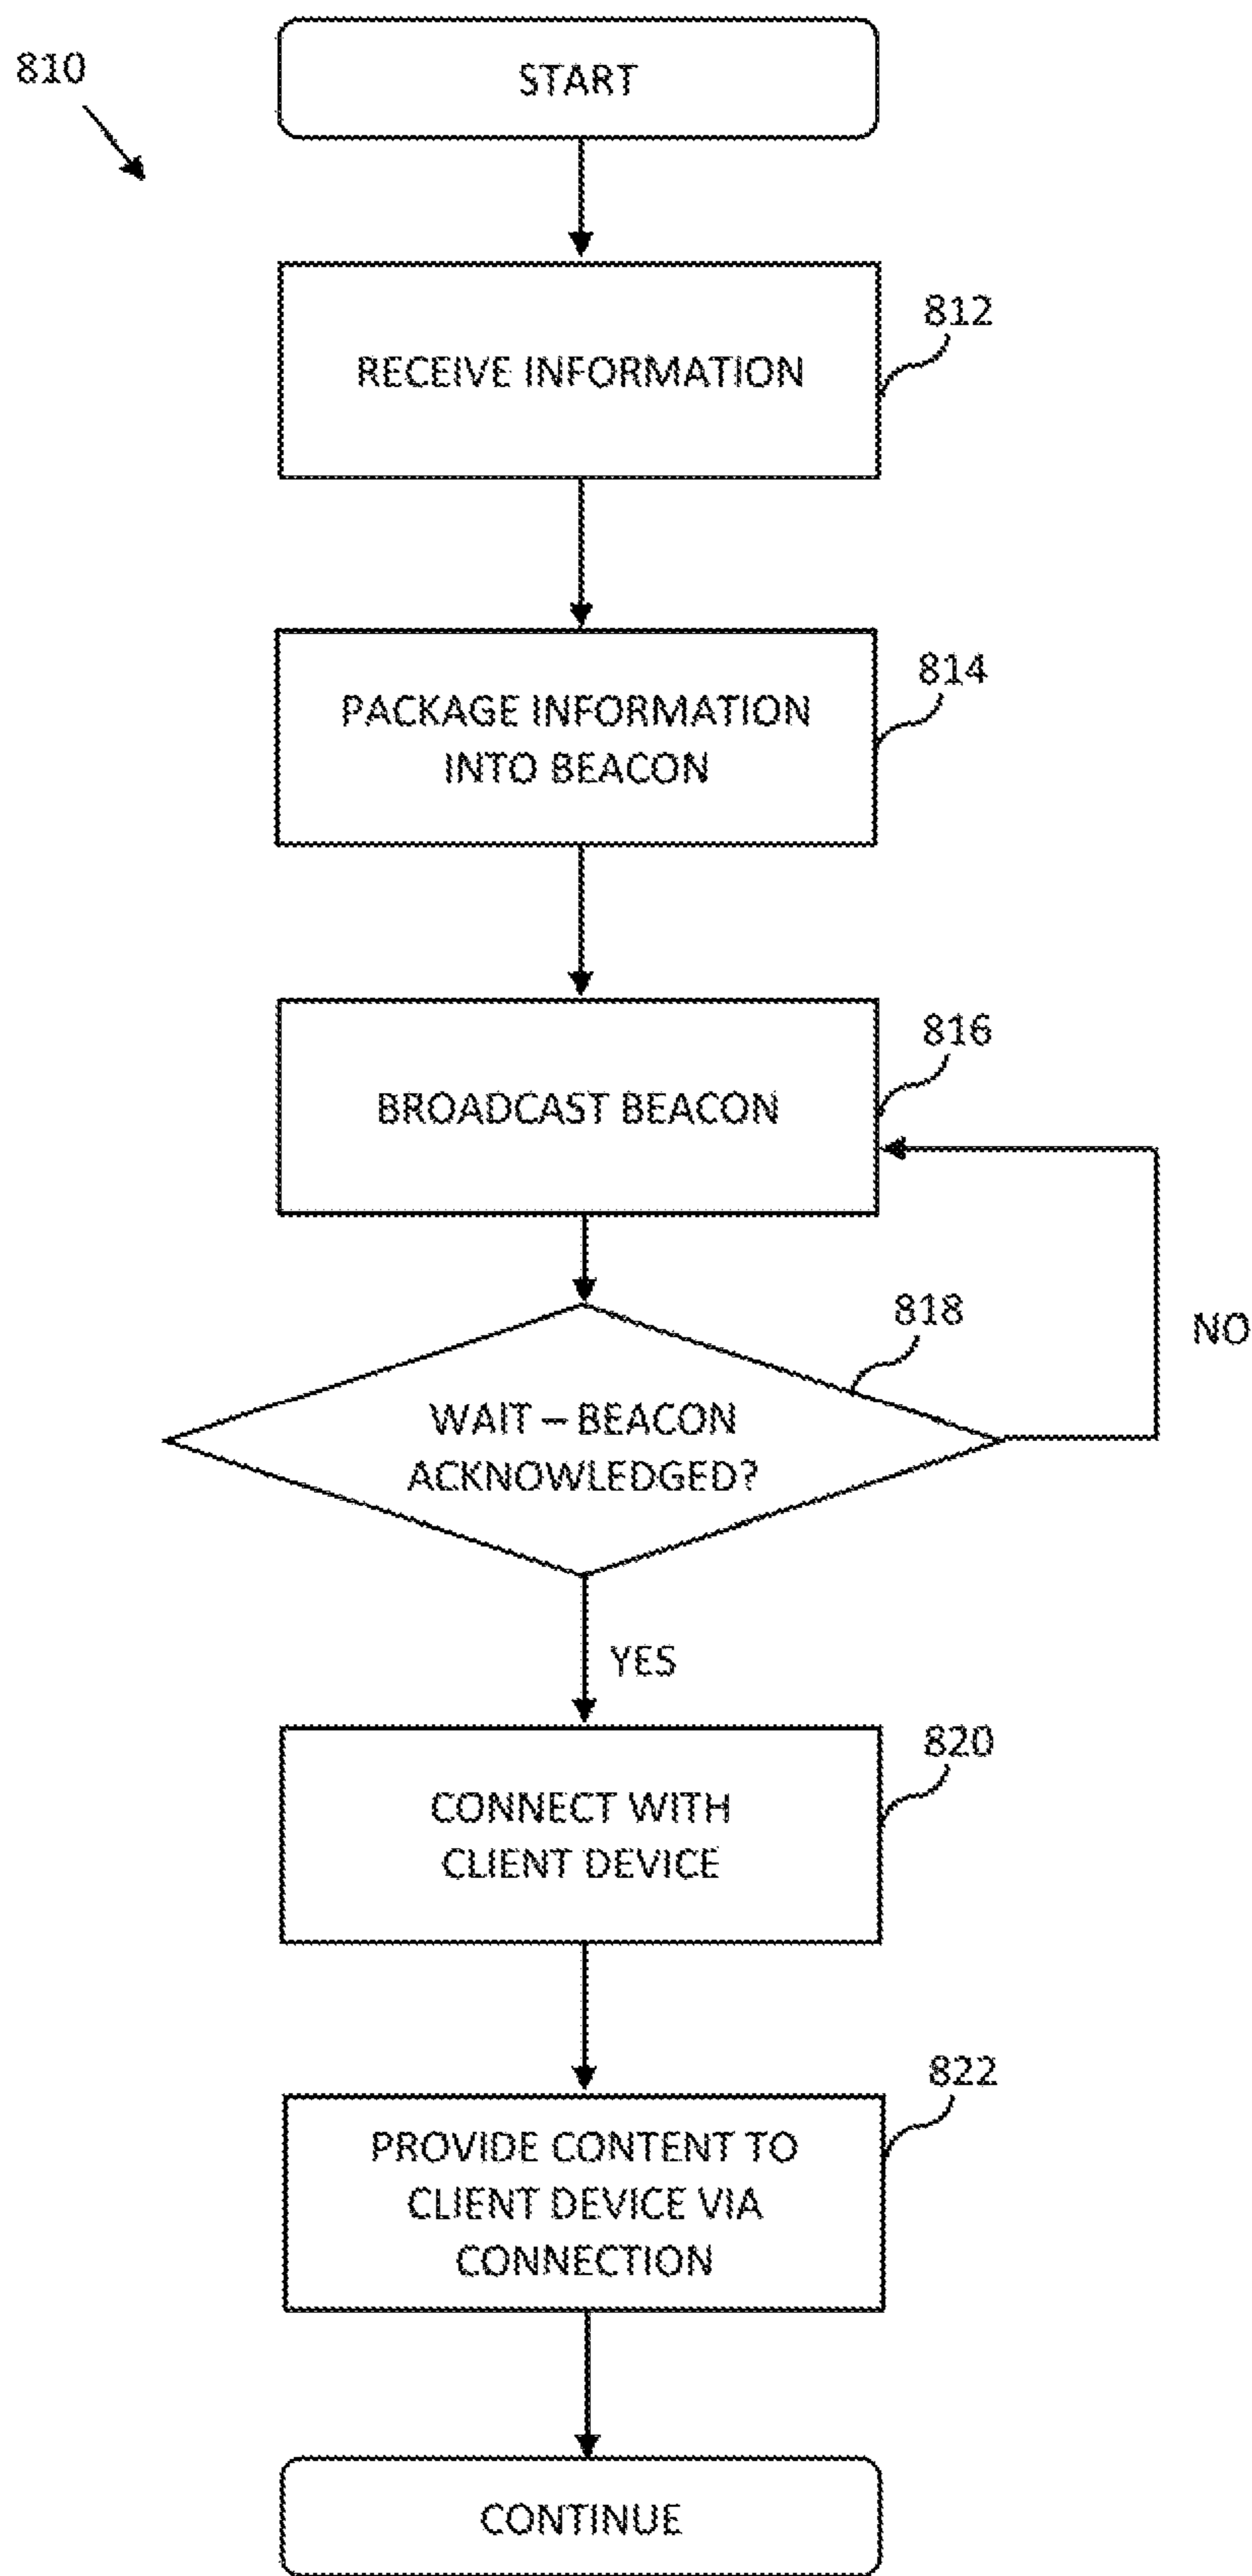 810
START
812
RECEIVE INFORMATION
814
PACKAGE INFORMATION
INTO BEACON
816
BROADCAST BEACON
818
NO
WAIT – BEACON
ACKNOWLEDGED?
YES
820
CONNECT WITH
CLIENT DEVICE
822
PROVIDE CONTENT TO
CLIENT DEVICE VIA
CONNECTION
CONTINUE